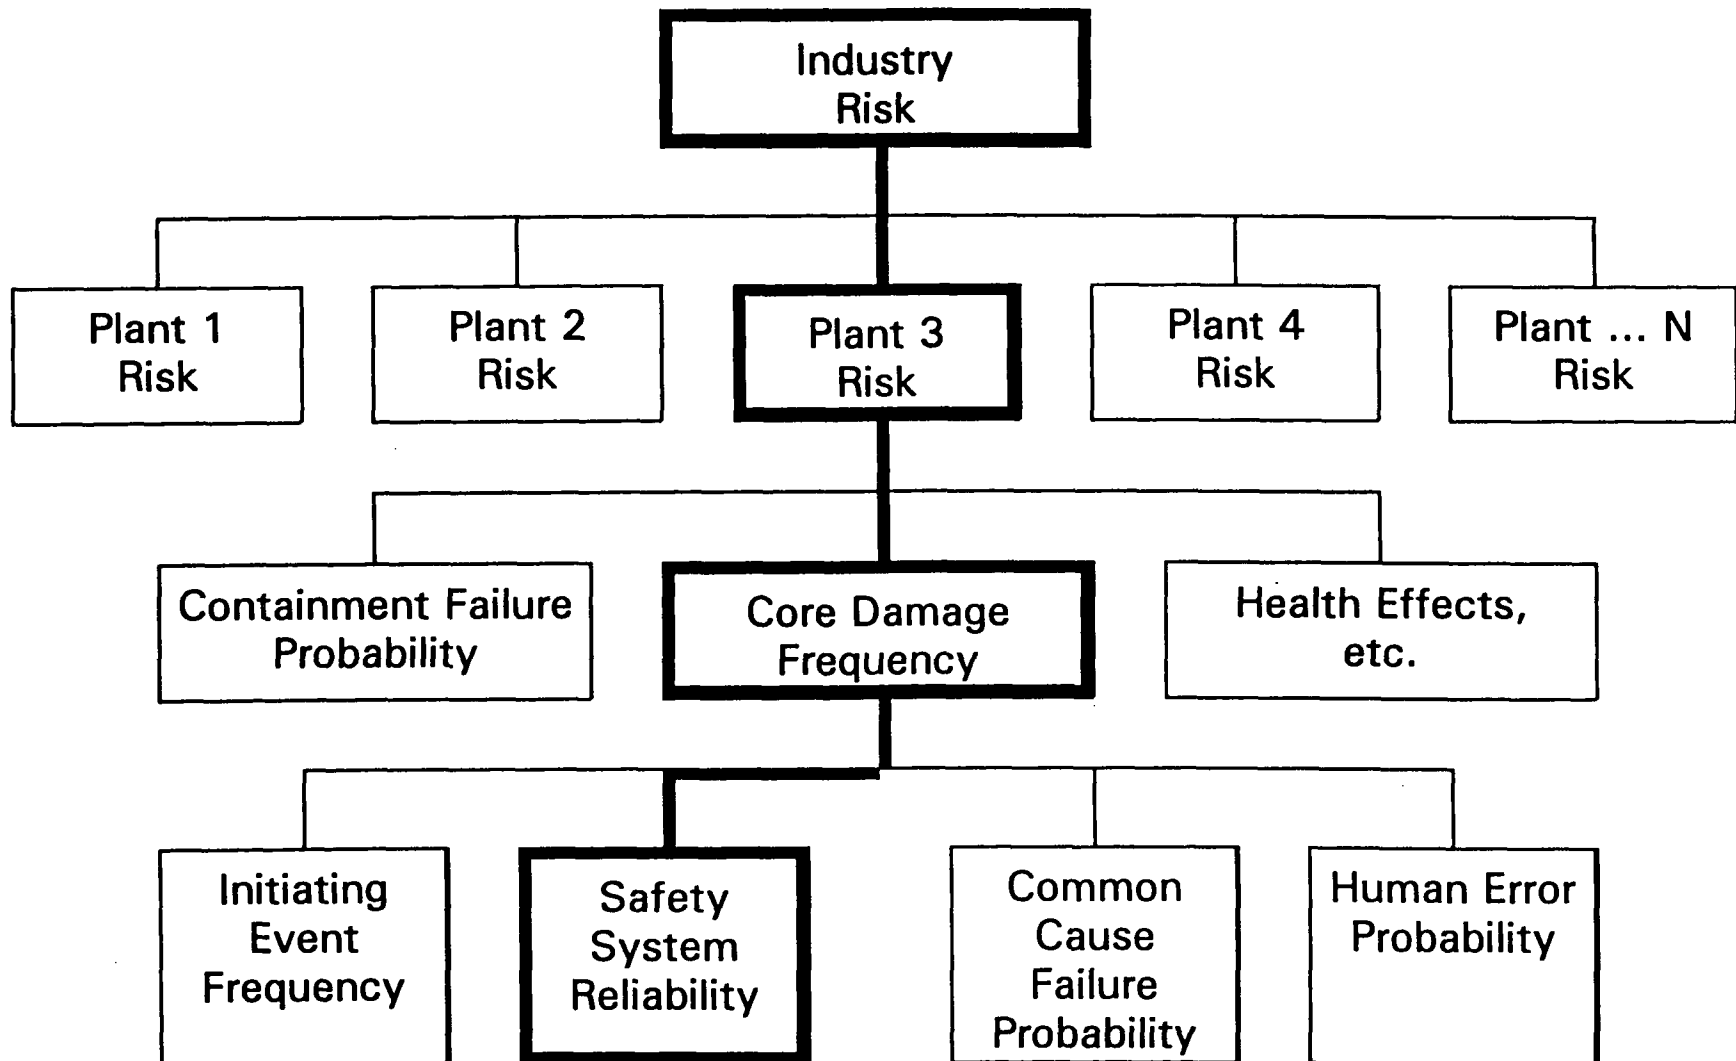 Industry
Risk
Plant 1
Risk
Plant 2
Risk
Plant 3
Risk
Plant 4
Risk
Plant ... N
Risk
Containment Failure
Probability
Core Damage
Frequency
Health Effects,
etc.
Initiating
Event
Frequency
Safety
System
Reliability
Common
Cause
Failure
Probability
Human Error
Probability